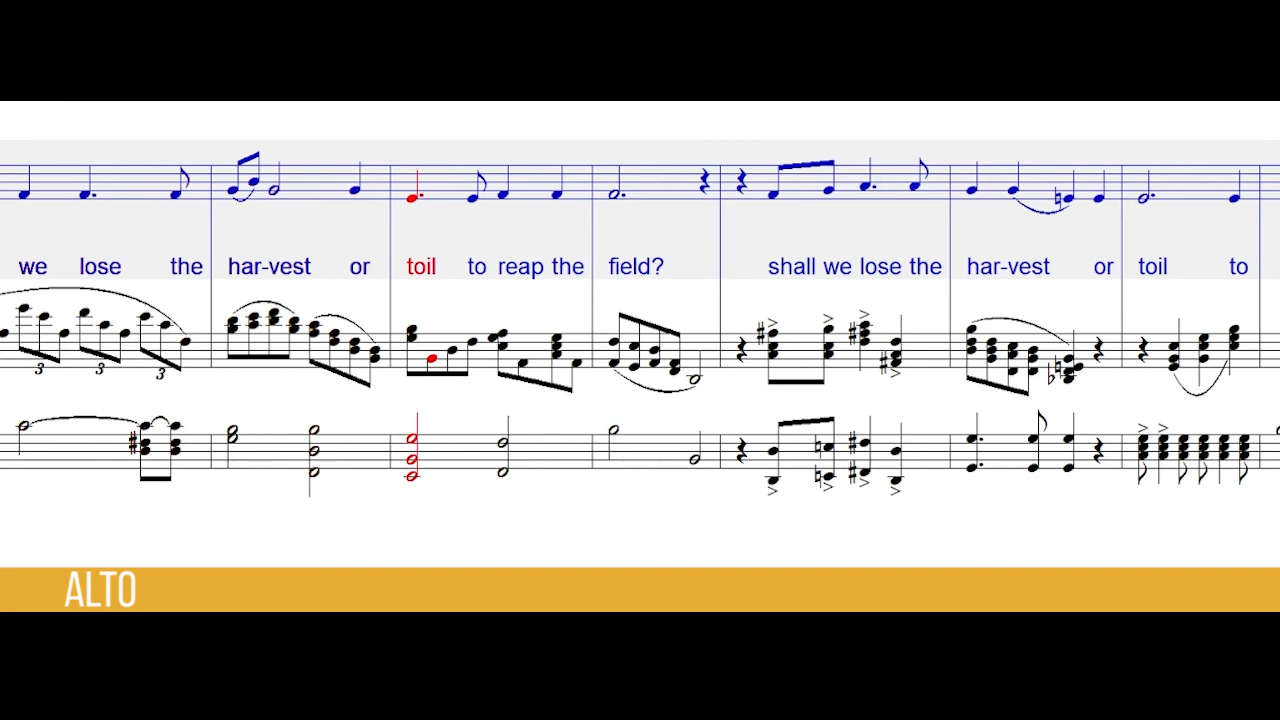 we lose the har-vest or toil to reap the field? shall we lose the har-vest or toil to
3 3 3
ALTO